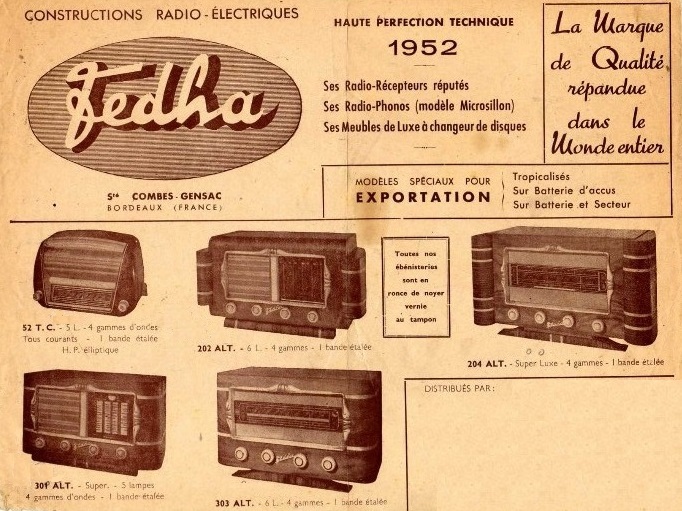 CONSTRUCTIONS RADIO-ÉLECTRIQUES
Fedha
Sté COMBES-GENSAC
BORDEAUX (FRANCE)
HAUTE PERFECTION TECHNIQUE
1952
Ses Radio-Récepteurs réputés
Ses Radio-Phonos (modèle Microsillon)
Ses Meubles de Luxe à changeur de disques
La Marque
de Qualité
répandue
dans le
Monde entier
MODÈLES SPÉCIAUX POUR
EXPORTATION
Tropicalisés
Sur Batterie d'accus
Sur Batterie et Secteur
52 T. C. - 5 L. - 4 gammes d'ondes
Tous courants - 1 bande étalée
H. P. elliptique
202 ALT. - 6 L. - 4 gammes - 1 bande étalée
Toutes nos
ébénisteries
sont en
ronce de noyer
vernie
au tampon
204 ALT. - Super Luxe - 4 gammes - 1 bande étalée
301 ALT. - Super. - 5 lampes
4 gammes d'ondes - 1 bande étalée
303 ALT. - 6 L. - 4 gammes - 1 bande étalée
DISTRIBUÉS PAR :